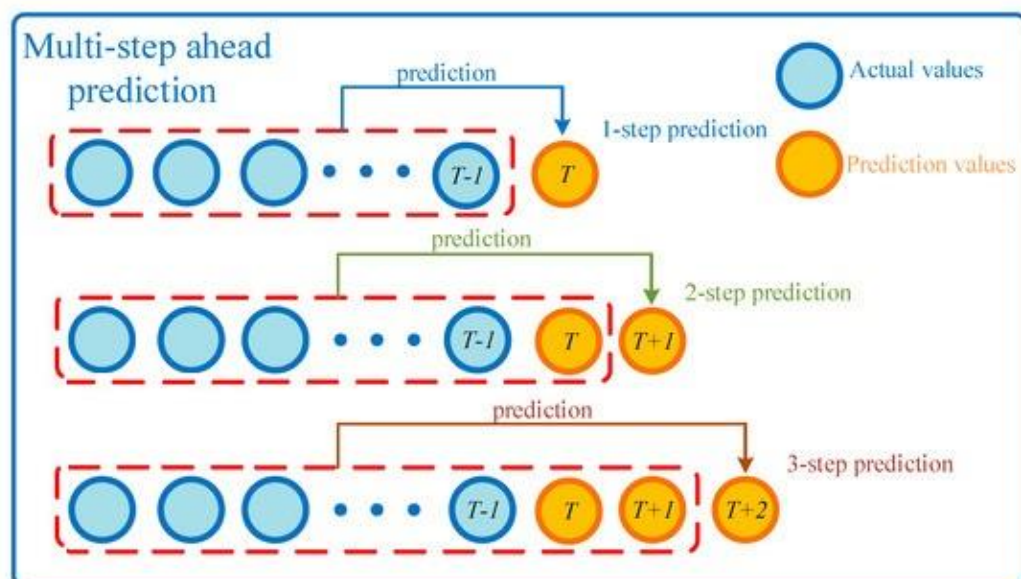 Multi-step ahead
prediction
prediction
Actual values
1-step prediction
Prediction values
T-1
T
prediction
2-step prediction
T-1
T
T+1
prediction
3-step prediction
T-1
T
T+1
T+2